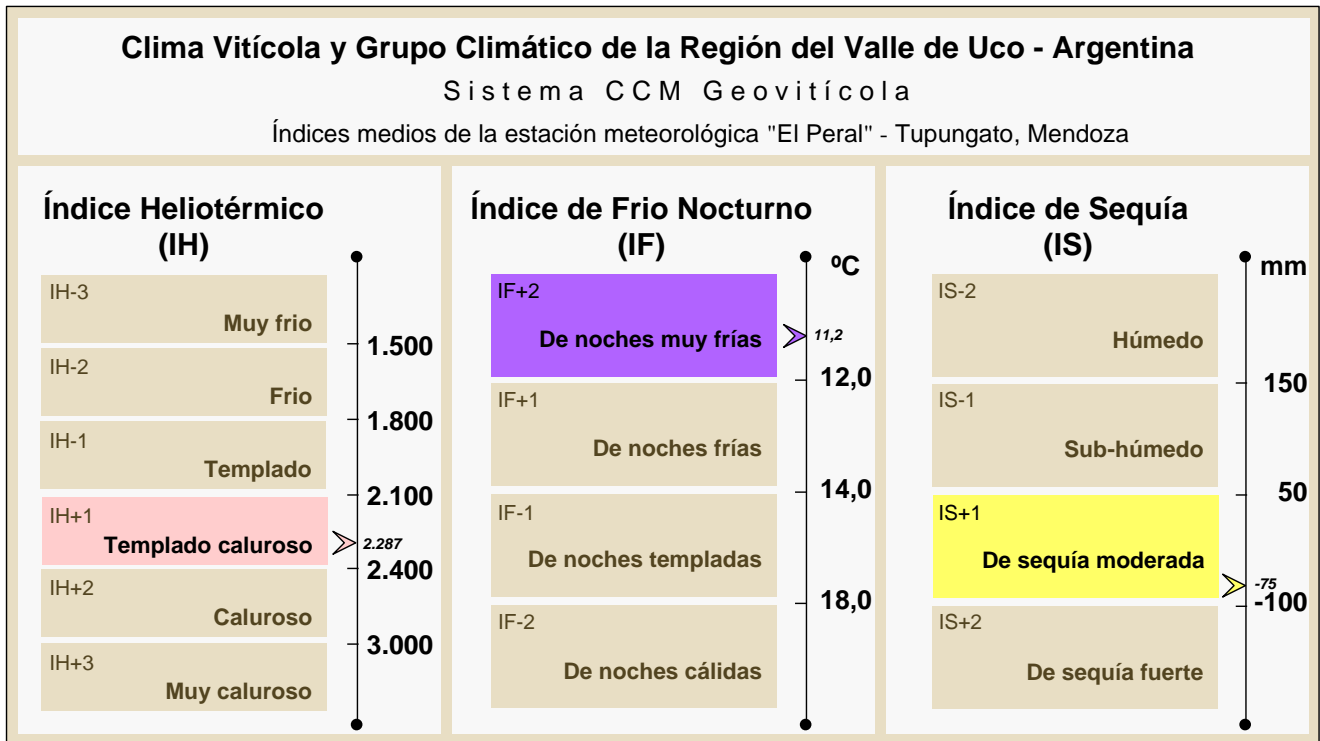 Clima Vitícola y Grupo Climático de la Región del Valle de Uco - Argentina
Sistema CCM Geovitícola
Índices medios de la estación meteorológica "El Peral" - Tupungato, Mendoza
Índice Heliotérmico
(IH)
IH-3
Muy frio
1.500
IH-2
Frio
1.800
IH-1
Templado
2.100
IH+1
Templado caluroso
2.287
2.400
IH+2
Caluroso
3.000
IH+3
Muy caluroso
Índice de Frio Nocturno
(IF)
ºC
IF+2
De noches muy frías
11,2
12,0
IF+1
De noches frías
14,0
IF-1
De noches templadas
18,0
IF-2
De noches cálidas
Índice de Sequía
(IS)
mm
IS-2
Húmedo
150
IS-1
Sub-húmedo
50
IS+1
De sequía moderada
-75
-100
IS+2
De sequía fuerte